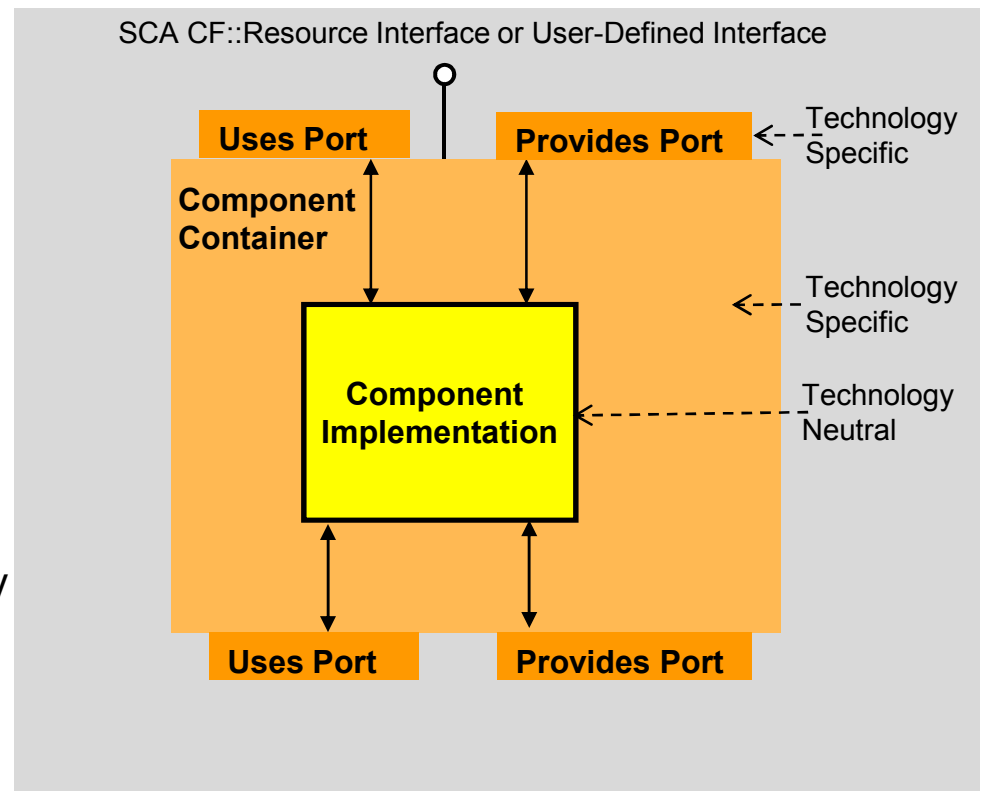 SCA CF::Resource Interface or User-Defined Interface
Uses Port
Provides Port
Technology
Specific
Component
Container
Technology
Specific
Component
Implementation
Technology
Neutral
y
Uses Port
Provides Port